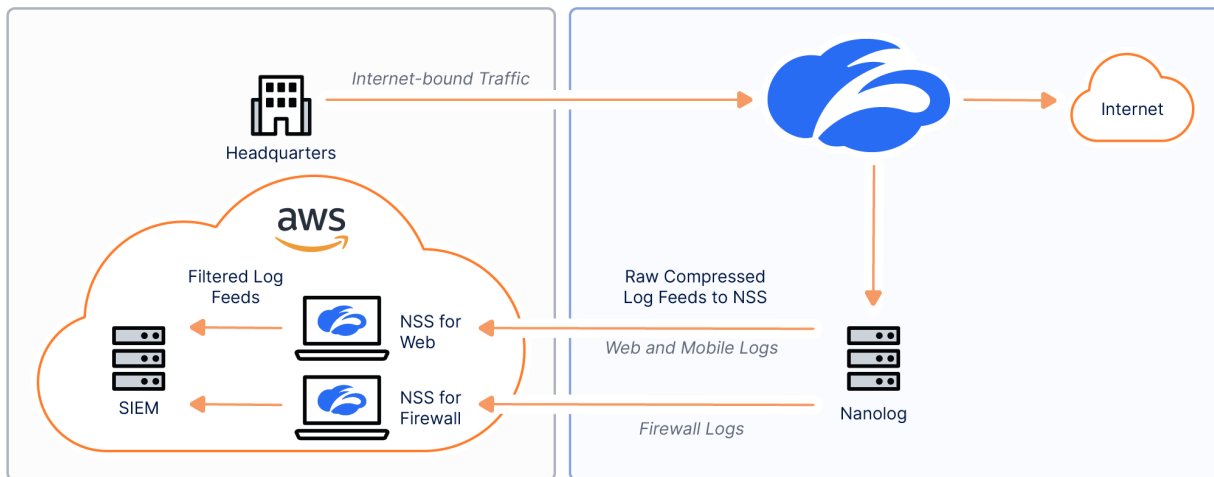 Internet-bound Traffic
Headquarters
Internet
aws
Filtered Log
Feeds
NSS for
Web
SIEM
NSS for
Firewall
Raw Compressed
Log Feeds to NSS
Web and Mobile Logs
Firewall Logs
Nanolog